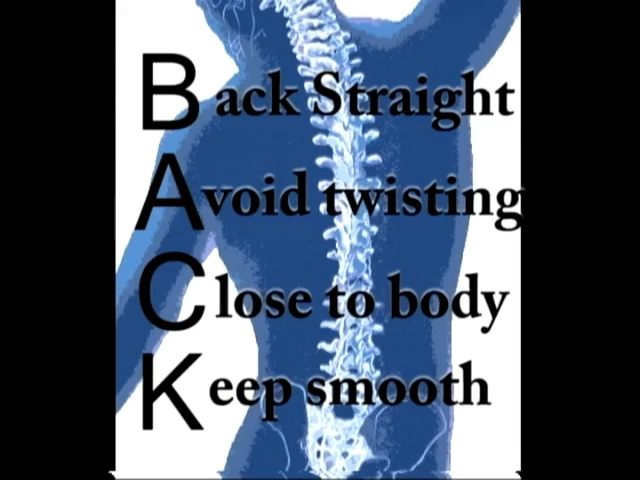 Back Straight
Avoid twisting
Close to body
Keep smooth